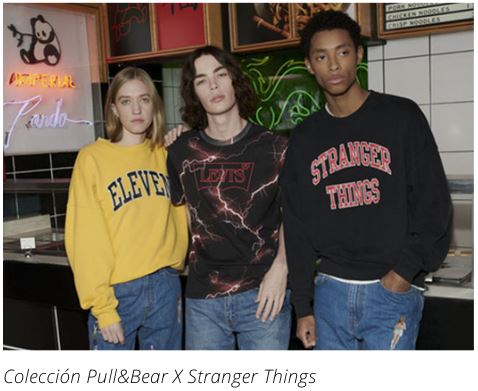 PORK NOODLES
CHICKEN NOODLES
CRISP NOODLES
IMPERIAL
Panda
ELEVEN
LEVI'S
STRANGER
THINGS
Colección Pull&Bear X Stranger Things